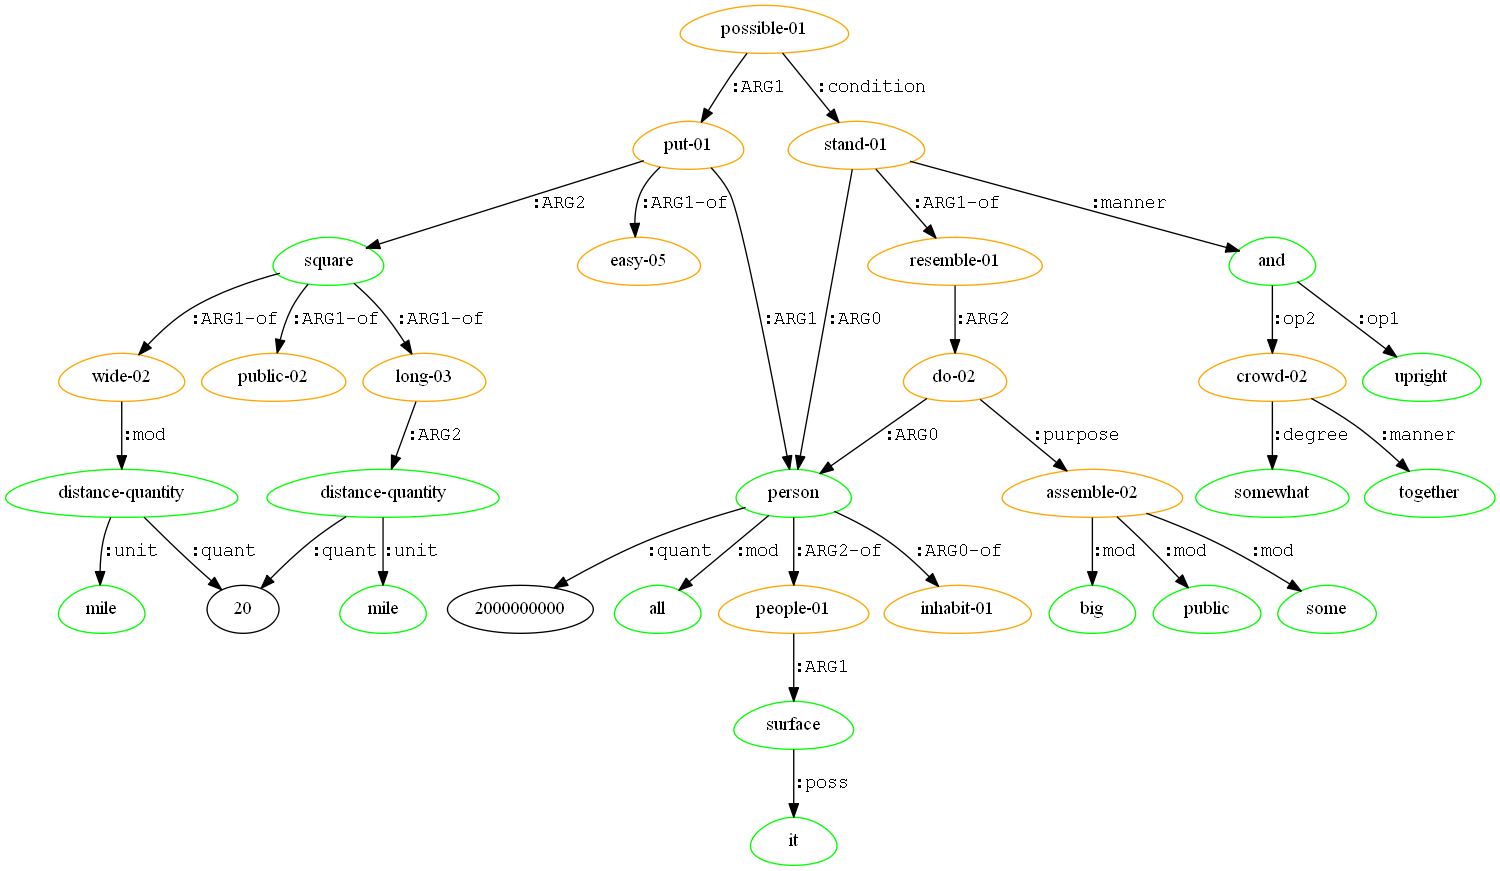 possible-01
:ARG1 :condition
put-01 stand-01
:ARG2 :ARG1-of :ARG1-of :manner
square easy-05 resemble-01 and
:ARG1-of :ARG1-of :ARG1-of :ARG1 :ARG0 :ARG2 :op2 :op1
wide-02 public-02 long-03 do-02 crowd-02 upright
:mod :ARG2 :ARG0 :purpose :degree :manner
distance-quantity distance-quantity person assemble-02 somewhat together
:unit :quant :quant :unit :quant :mod :ARG2-of :ARG0-of :mod :mod :mod
mile 20 mile 2000000000 all people-01 inhabit-01 big public some
:ARG1
surface
:poss
it